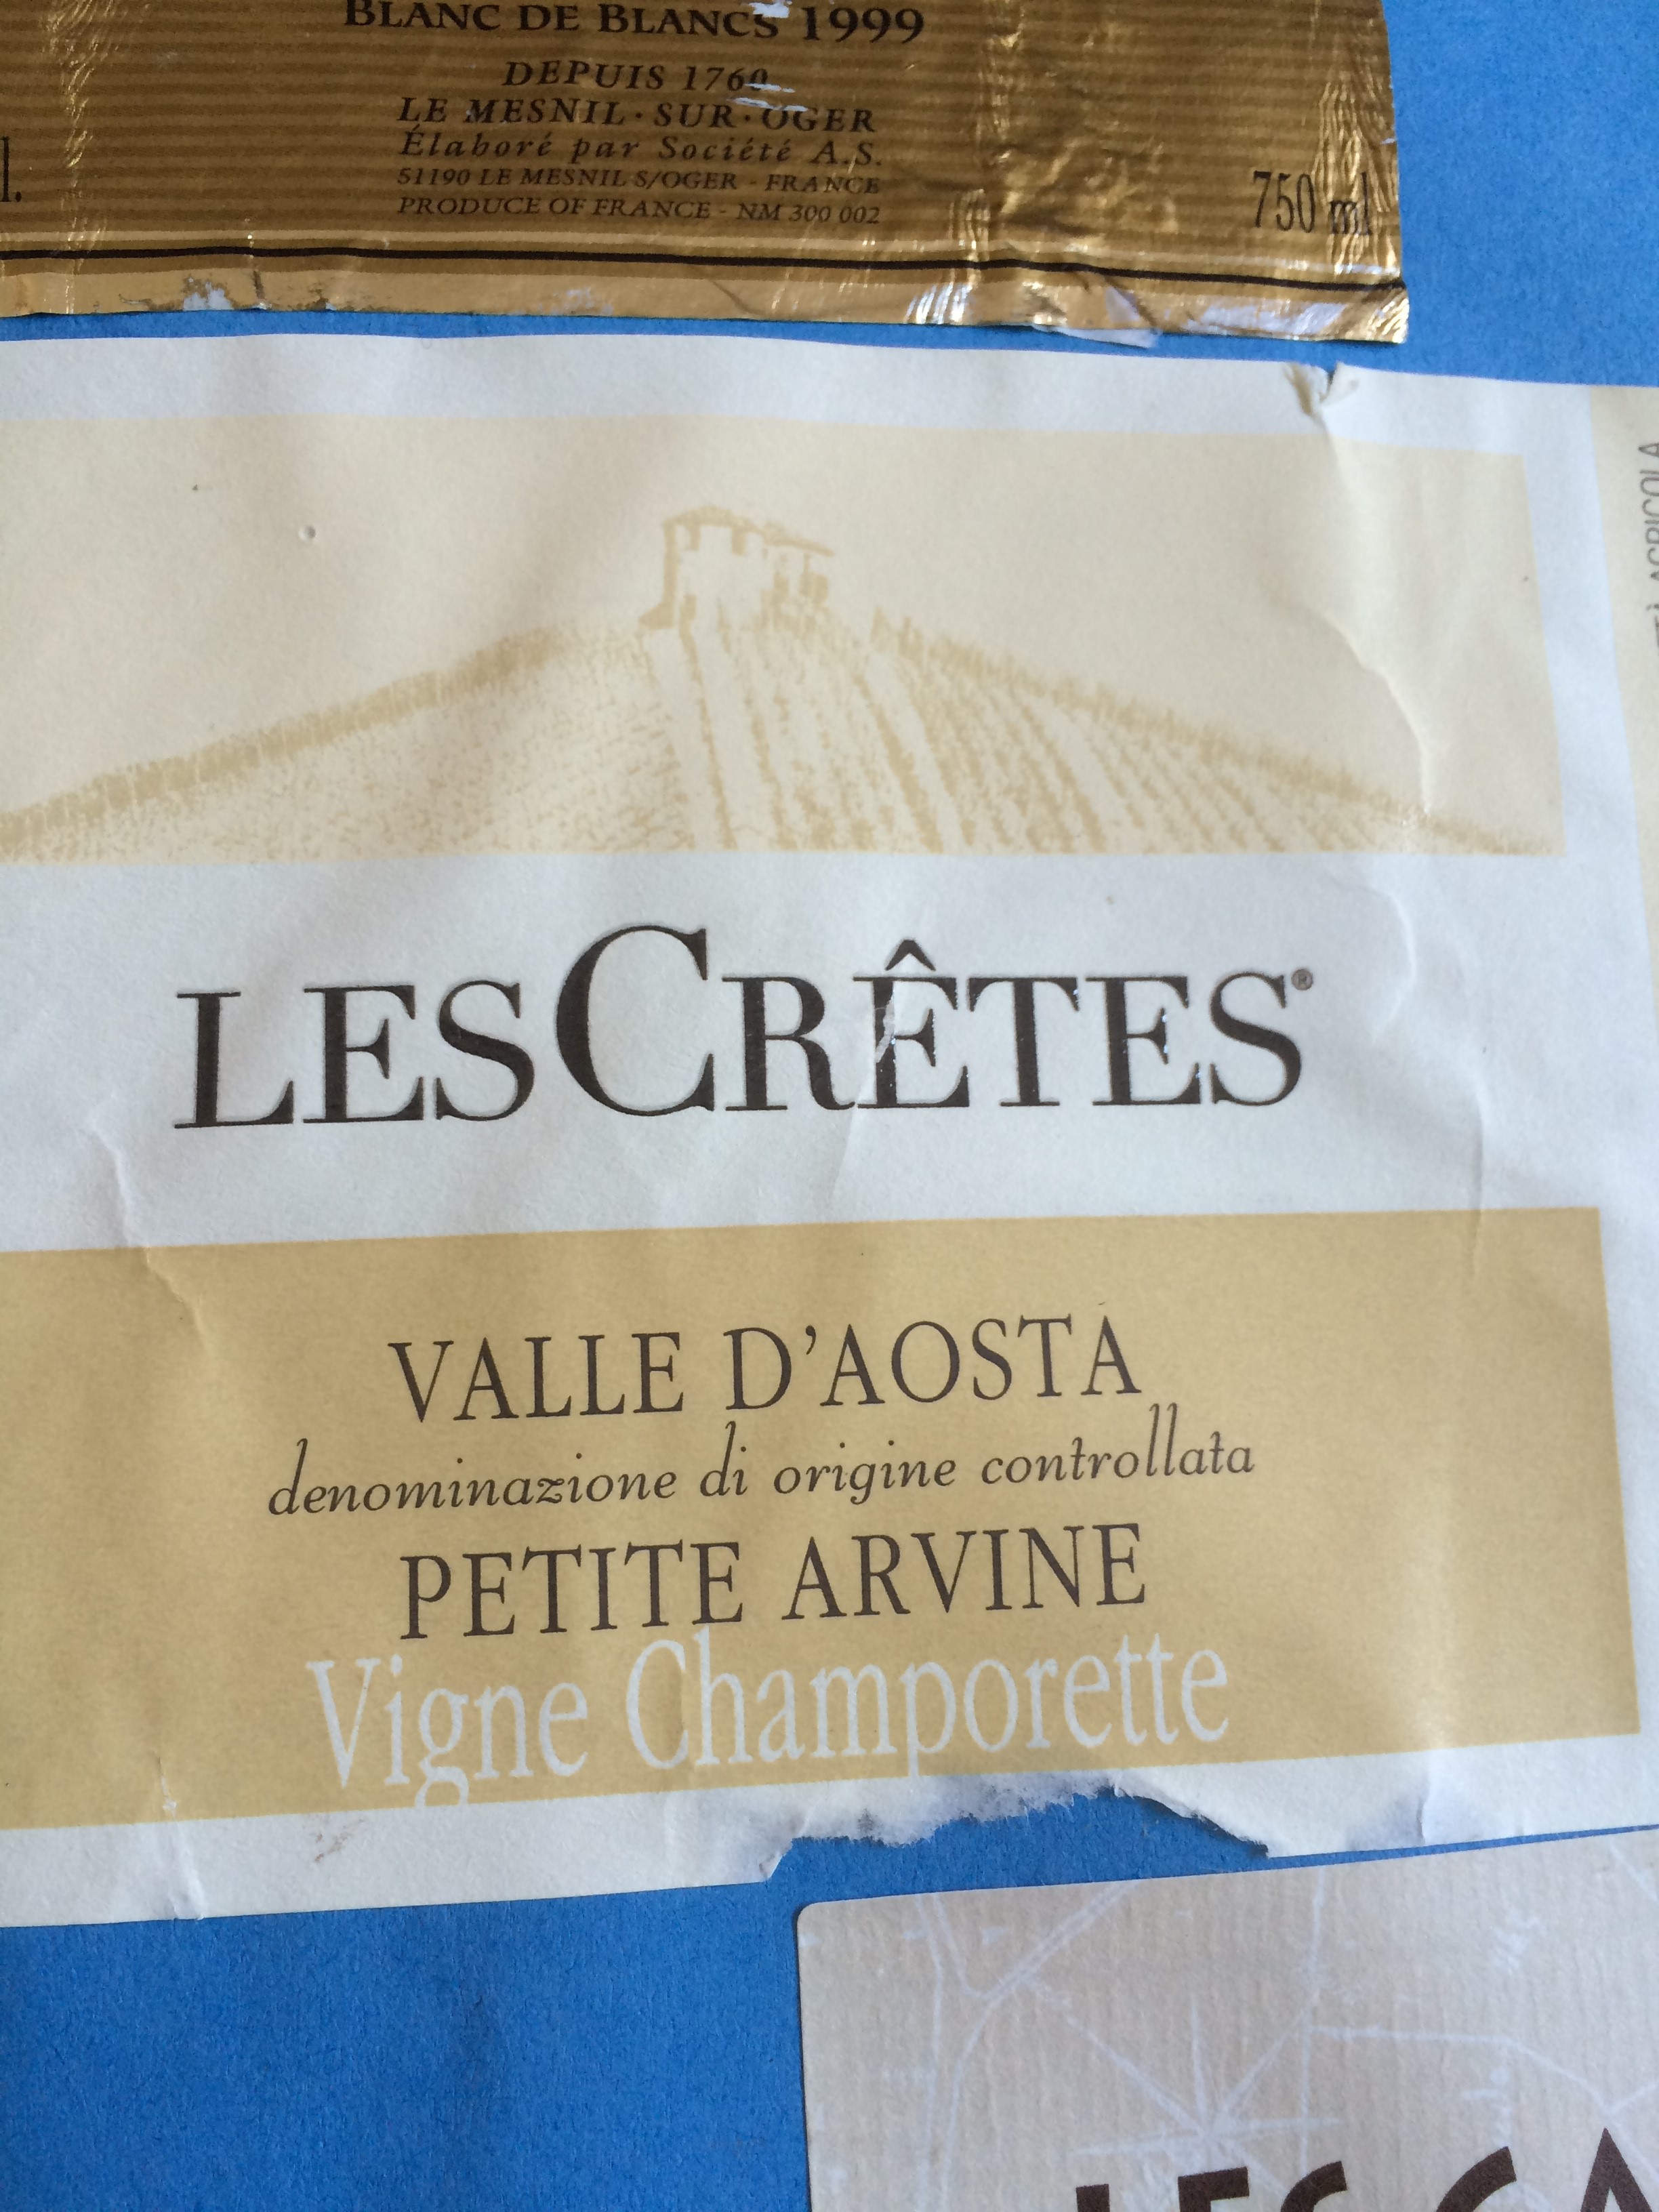 BLANC DE BLANCS 1999
DEPUIS 1760
LE MESNIL·SUR·OGER
Élaboré par Société A.S.
51190 LE MESNIL S/OGER - FRANCE
PRODUCE OF FRANCE - NM 300 002
750 ml
AGRICOLA
LES CRÊTES®
VALLE D'AOSTA
denominazione di origine controllata
PETITE ARVINE
Vigne Champorette
LES